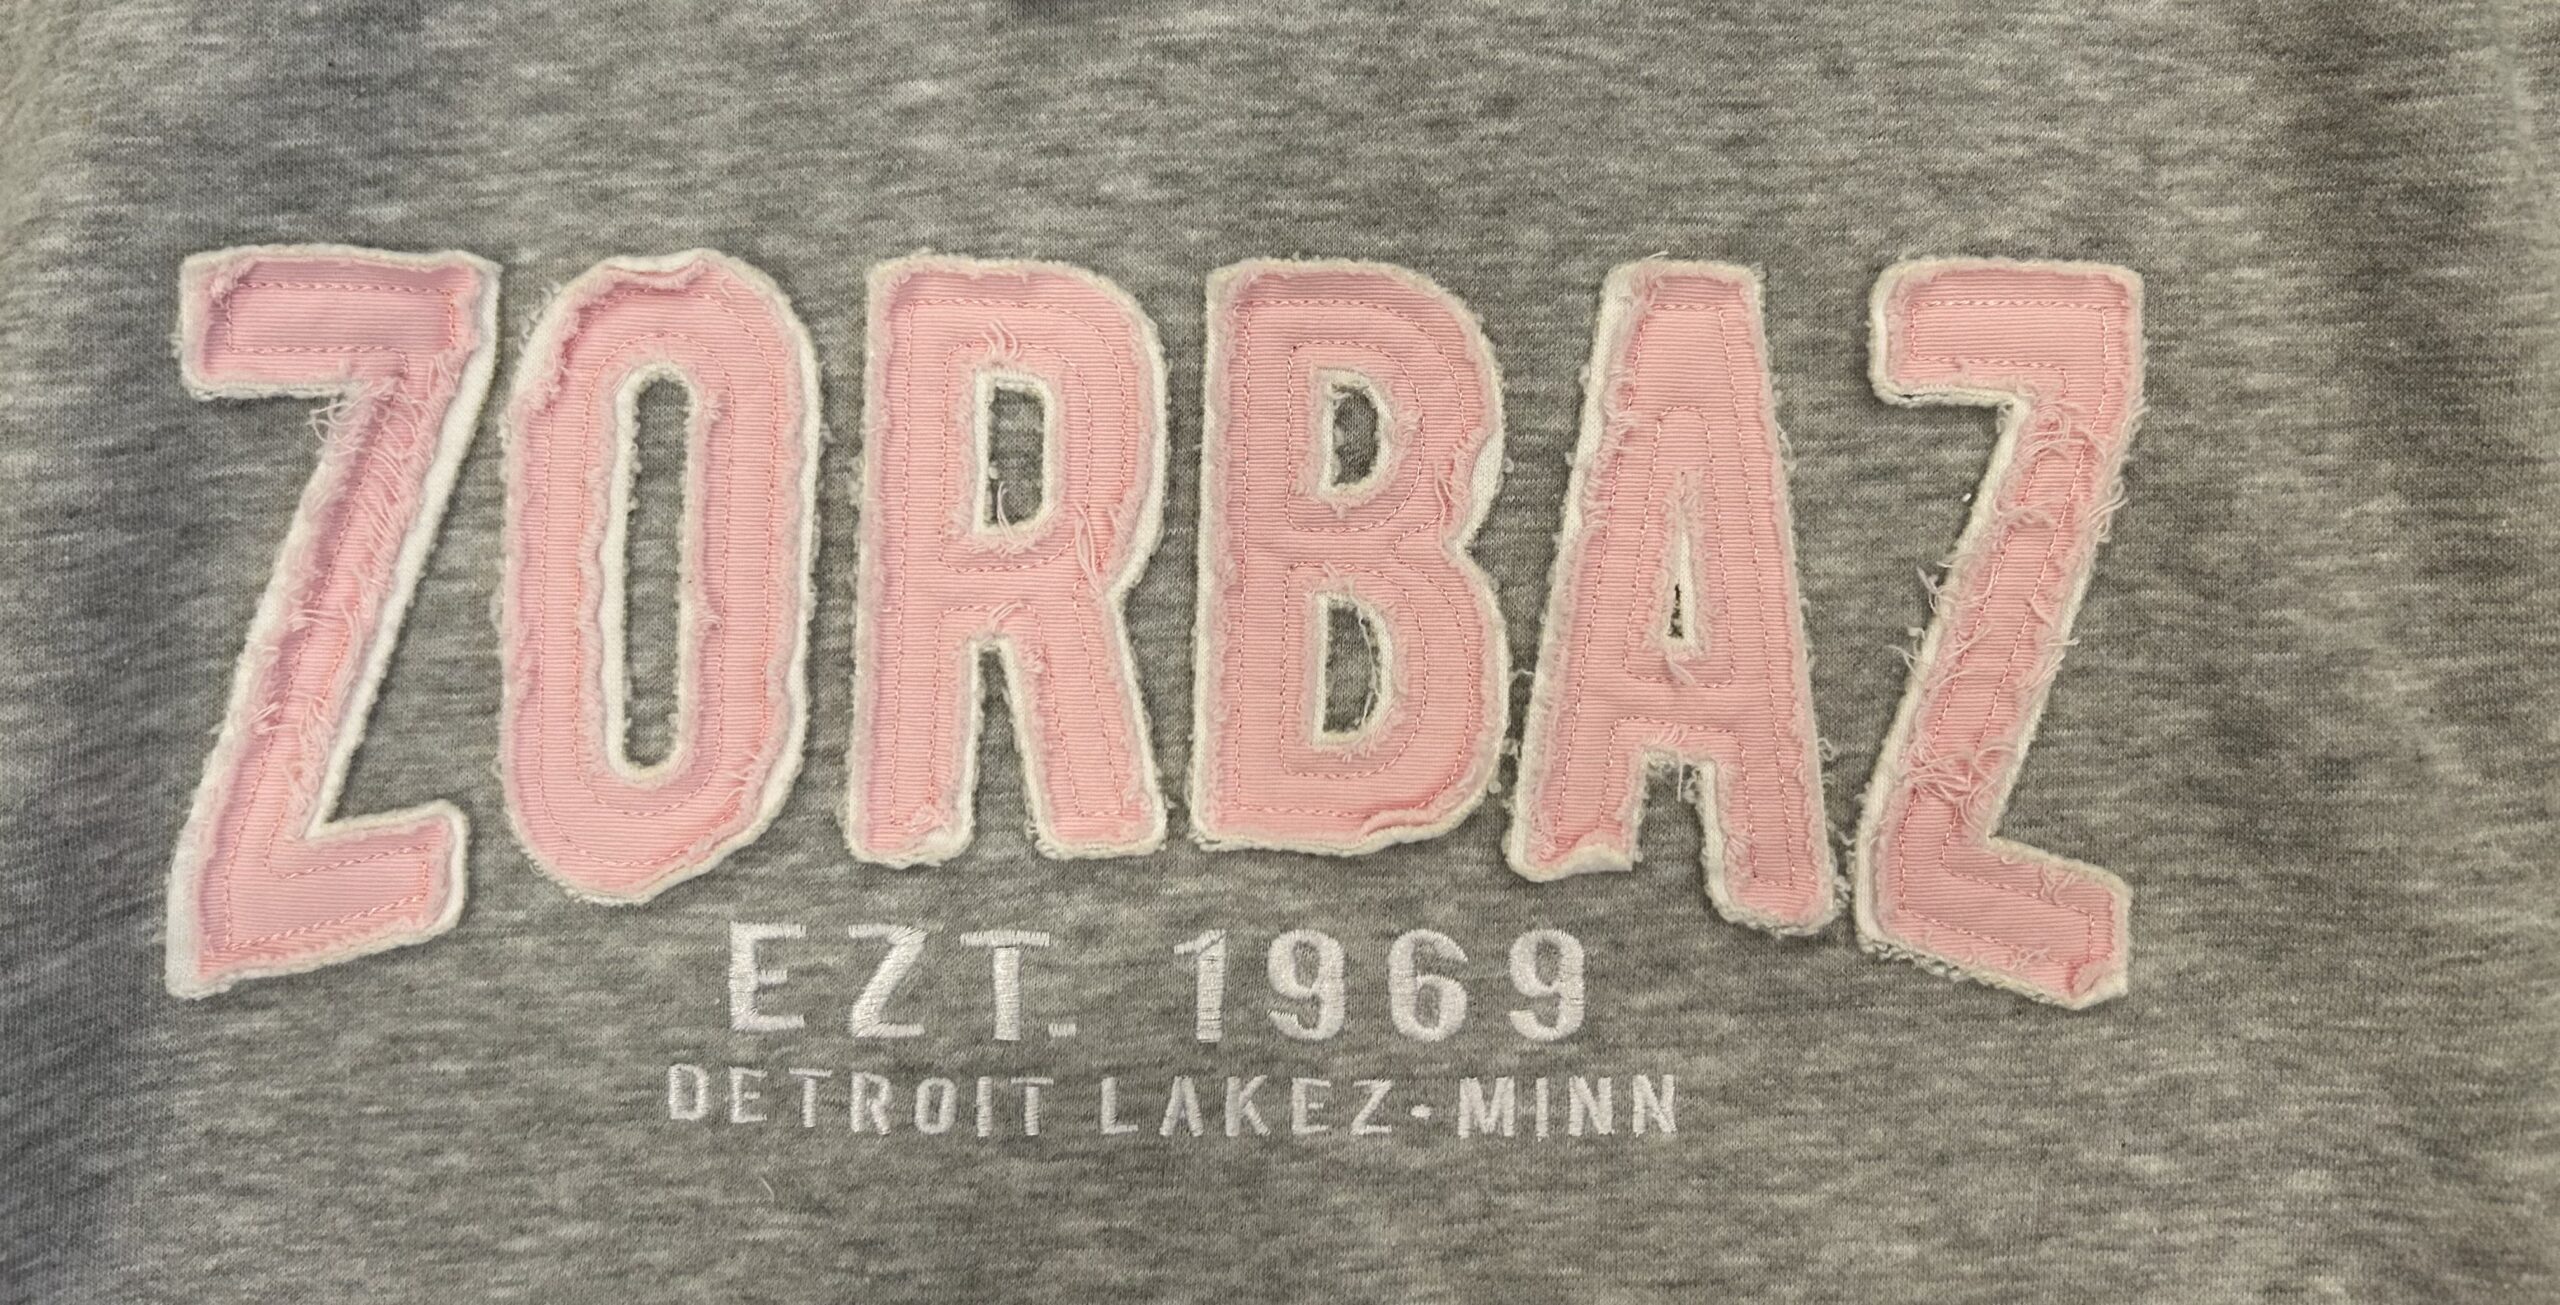 ZORBAZ
EZT. 1969
DETROIT LAKEZ·MINN